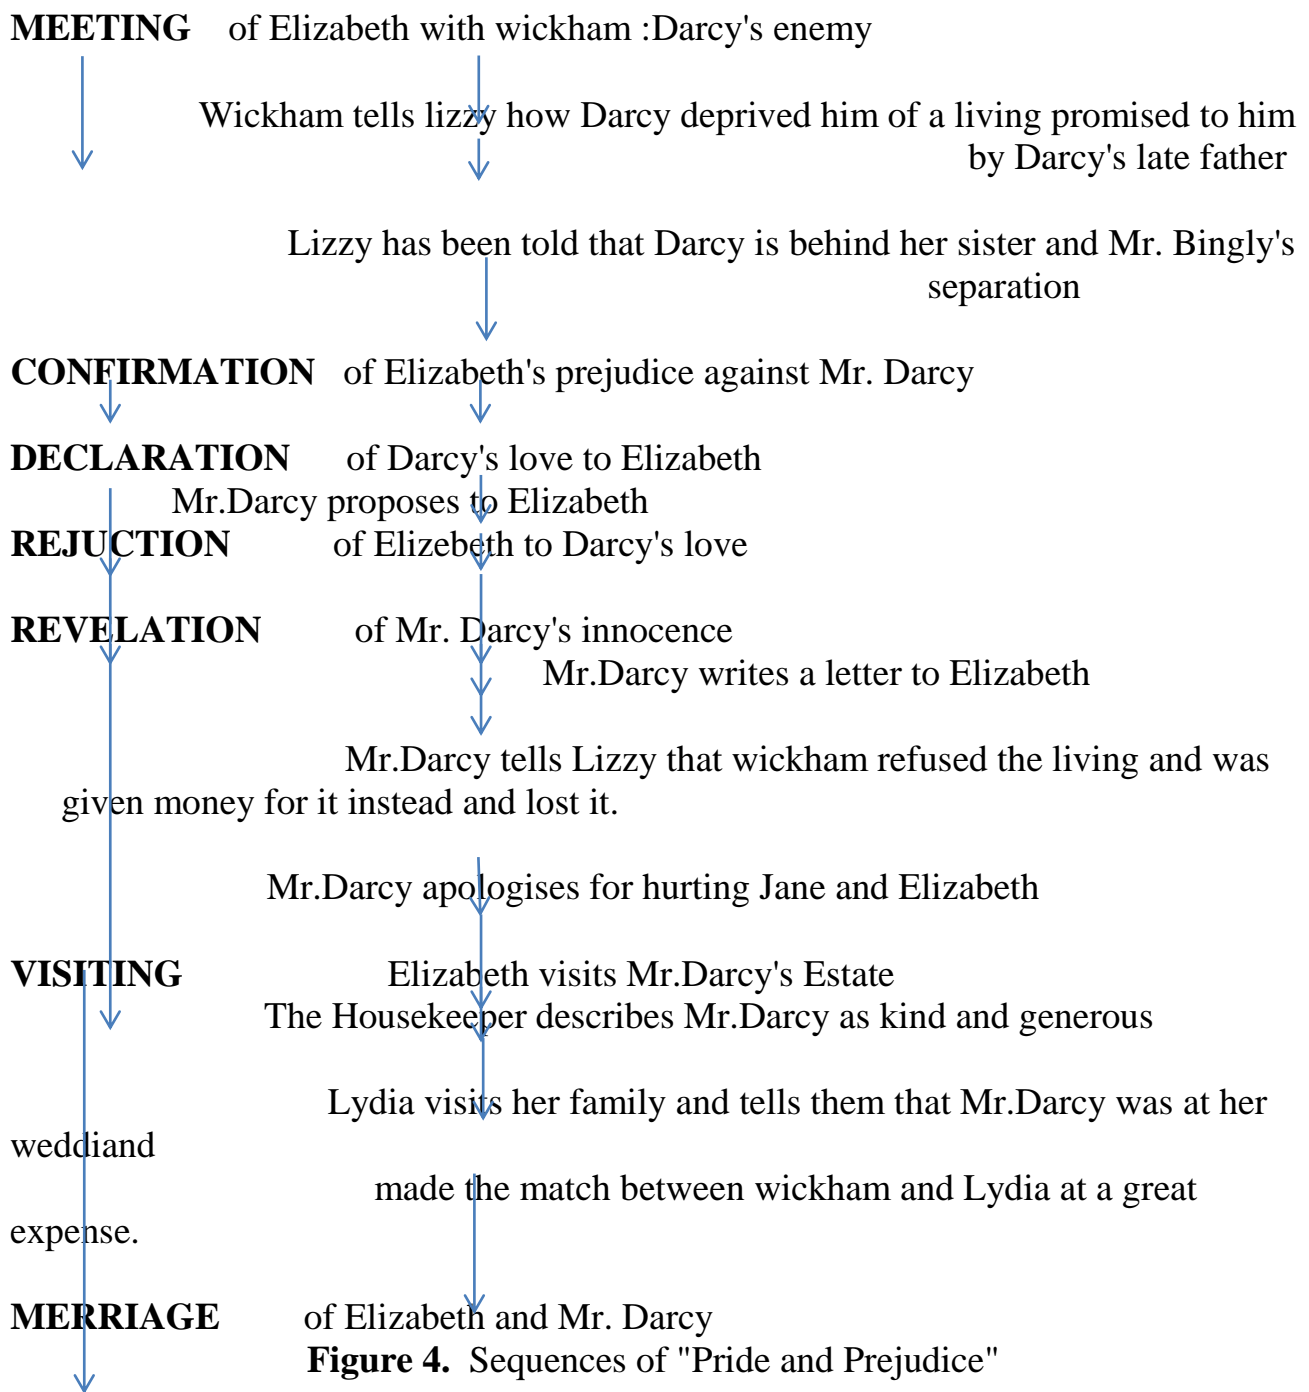 MEETING of Elizabeth with wickham :Darcy's enemy
Wickham tells lizzy how Darcy deprived him of a living promised to him
by Darcy's late father
Lizzy has been told that Darcy is behind her sister and Mr. Bingly's
separation
CONFIRMATION of Elizabeth's prejudice against Mr. Darcy
DECLARATION of Darcy's love to Elizabeth
Mr.Darcy proposes to Elizabeth
REJUCTION of Elizebeth to Darcy's love
REVELATION of Mr. Darcy's innocence
Mr.Darcy writes a letter to Elizabeth
Mr.Darcy tells Lizzy that wickham refused the living and was
given money for it instead and lost it.
Mr.Darcy apologises for hurting Jane and Elizabeth
VISITING Elizabeth visits Mr.Darcy's Estate
The Housekeeper describes Mr.Darcy as kind and generous
Lydia visits her family and tells them that Mr.Darcy was at her
weddiand
made the match between wickham and Lydia at a great
expense.
MERRIAGE of Elizabeth and Mr. Darcy
Figure 4. Sequences of "Pride and Prejudice"